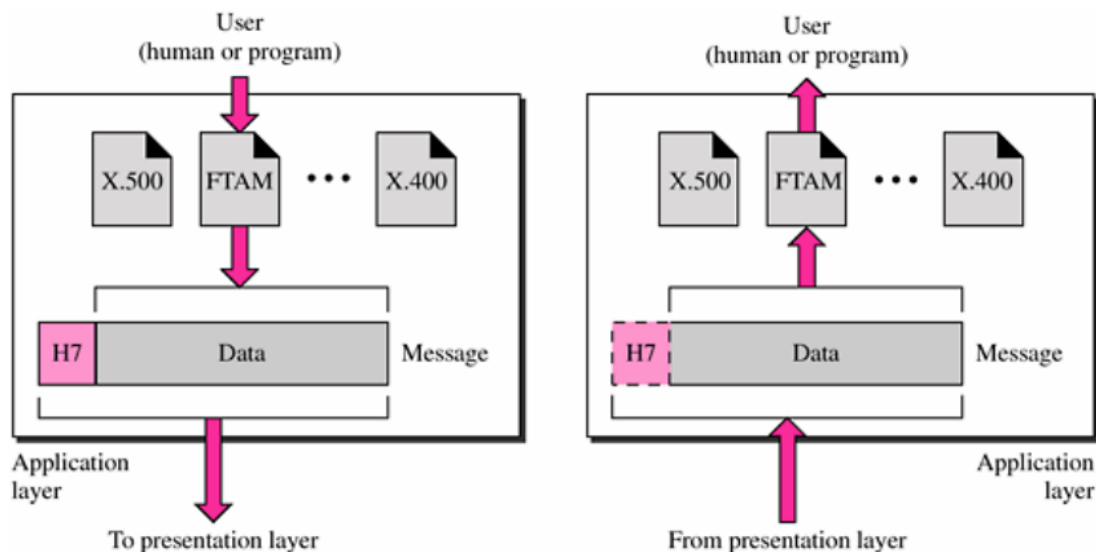 User
(human or program)
X.500
FTAM
•••
X.400
H7
Data
Message
Application
layer
To presentation layer
User
(human or program)
X.500
FTAM
•••
X.400
H7
Data
Message
Application
layer
From presentation layer